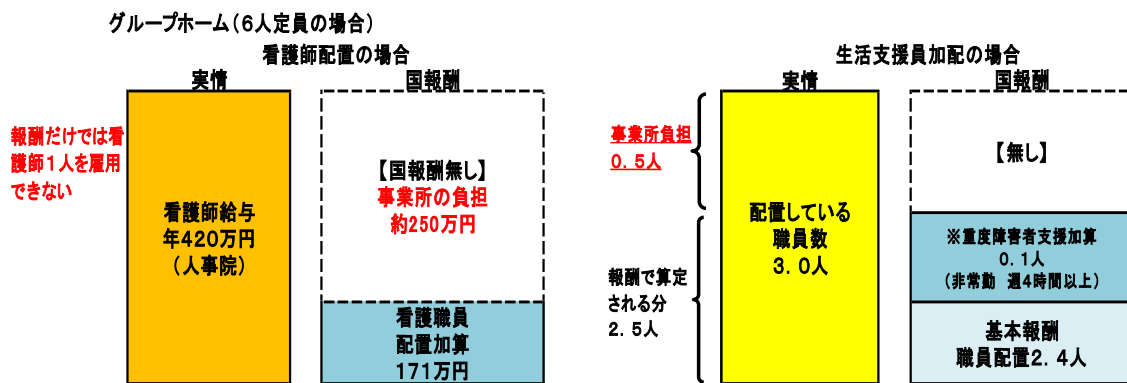 グループホーム(6人定員の場合)
看護師配置の場合
実情
国報酬
報酬だけでは看
護師1人を雇用
できない
看護師給与
年420万円
(人事院)
【国報酬無し】
事業所の負担
約250万円
看護職員
配置加算
171万円
生活支援員加配の場合
実情
国報酬
事業所負担
0.5人
報酬で算定
される分
2.5人
配置している
職員数
3.0人
【無し】
※重度障害者支援加算
0.1人
(非常勤 週4時間以上)
基本報酬
職員配置2.4人